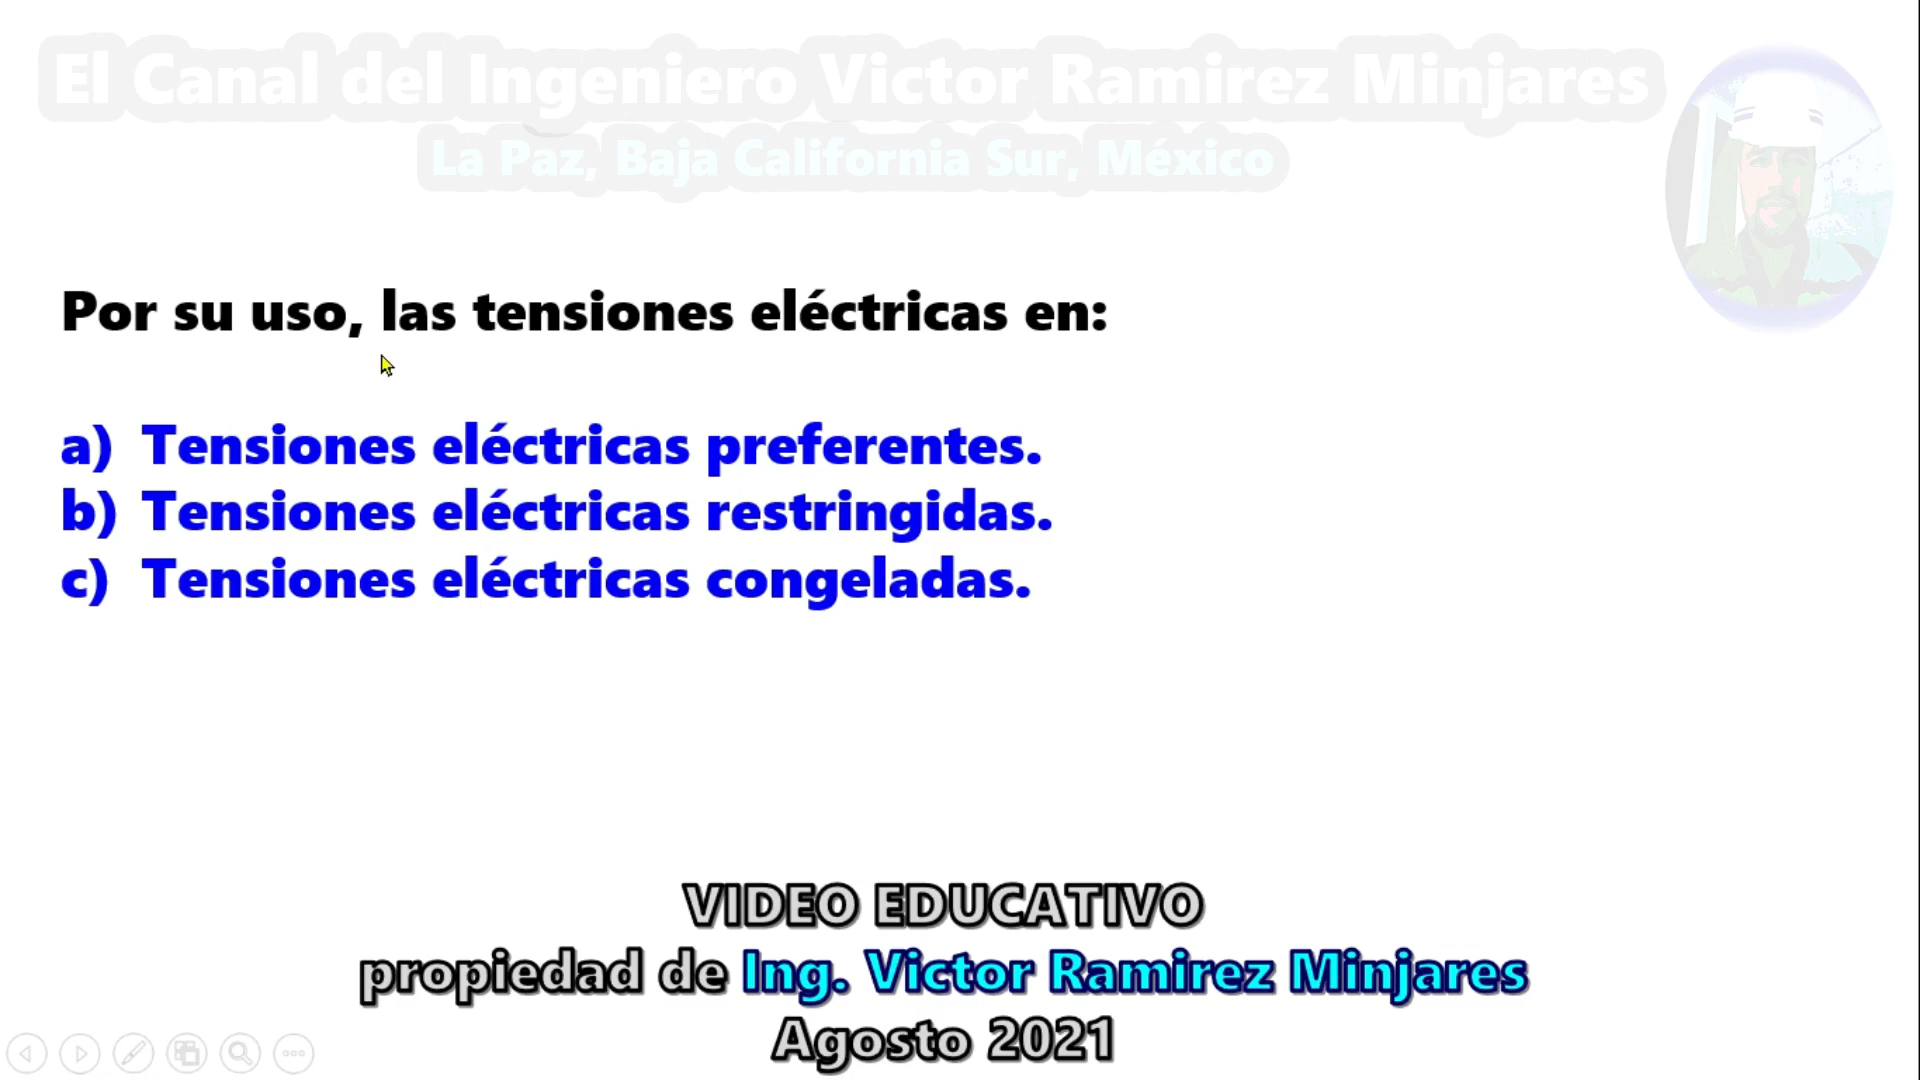 El Canal del Ingeniero Victor Ramirez Minjares
La Paz, Baja California Sur, México
Por su uso, las tensiones eléctricas en:
a) Tensiones eléctricas preferentes.
b) Tensiones eléctricas restringidas.
c) Tensiones eléctricas congeladas.
VIDEO EDUCATIVO
propiedad de Ing. Victor Ramirez Minjares
Agosto 2021